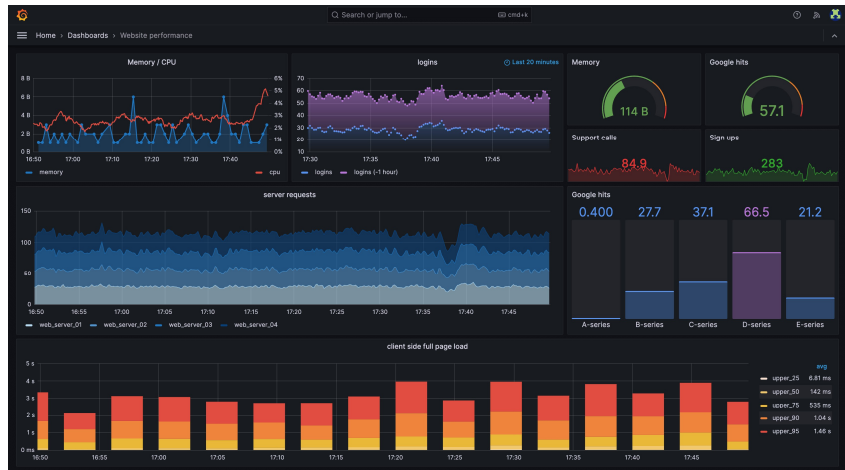 Search or jump to...
cmd+k
Home › Dashboards › Website performance
Memory / CPU
8 B
6 B
4 B
2 B
0 B
6%
5%
4%
3%
2%
1%
0%
16:50 17:00 17:10 17:20 17:30 17:40
memory
cpu
logins
Last 20 minutes
70
60
50
40
30
20
10
17:30 17:35 17:40 17:45
logins logins (-1 hour)
Memory
114 B
Google hits
57.1
Support calls
84.9
Sign ups
283
server requests
150
100
50
0
16:50 16:55 17:00 17:05 17:10 17:15 17:20 17:25 17:30 17:35 17:40 17:45
web_server_01 web_server_02 web_server_03 web_server_04
Google hits
0.400 27.7 37.1 66.5 21.2
A-series B-series C-series D-series E-series
client side full page load
5 s
4 s
3 s
2 s
1 s
0 ms
16:50 16:55 17:00 17:05 17:10 17:15 17:20 17:25 17:30 17:35 17:40 17:45
avg
upper_25 6.81 ms
upper_50 142 ms
upper_75 535 ms
upper_90 1.04 s
upper_95 1.46 s